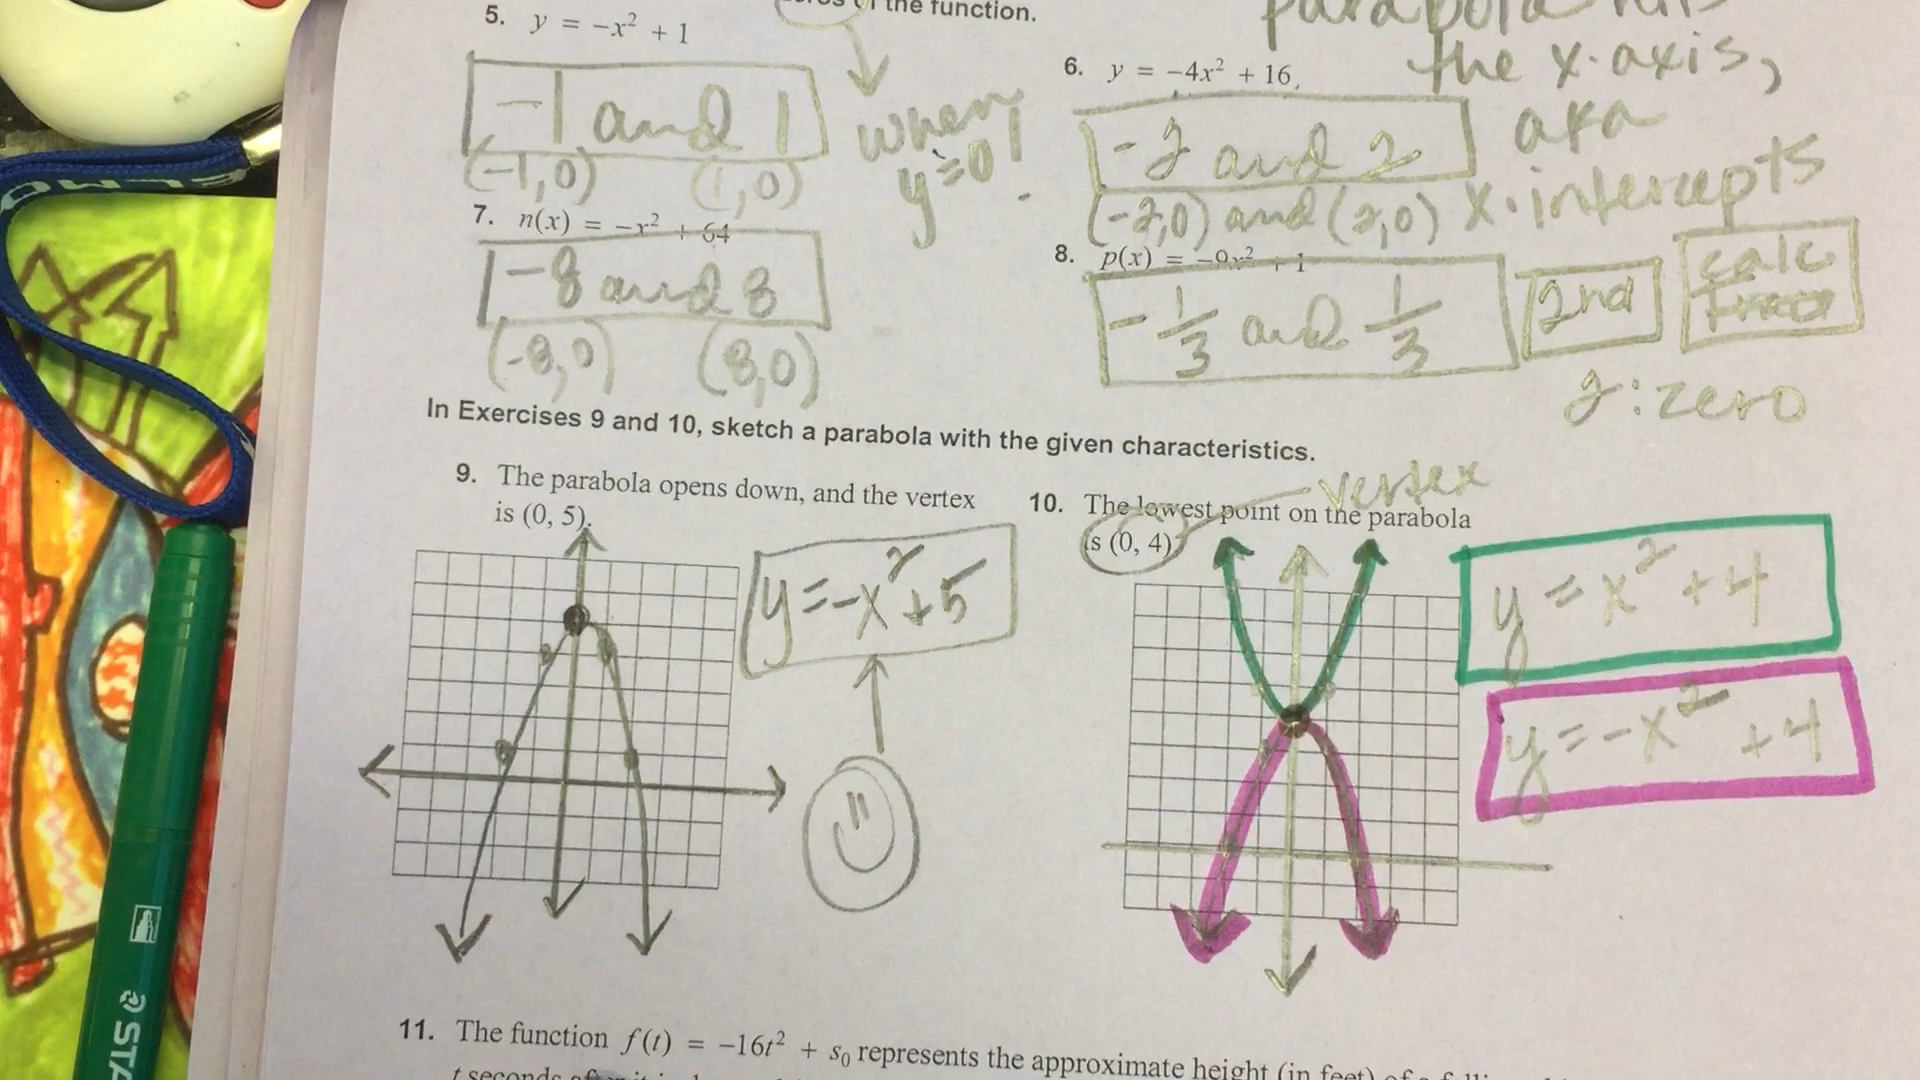 of the function.
5. y = −x² + 1
-1 and 1
(-1,0) (1,0)
when
y=0!
parabola
the x-axis,
aka
x-intercepts
6. y = −4x² + 16
-2 and 2
(-2,0) and (2,0)
7. n(x) = −x² + 64
-8 and 8
(-8,0) (8,0)
8. p(x) = −9x² + 1
-1/3 and 1/3
2nd
calc
trace
2:zero
In Exercises 9 and 10, sketch a parabola with the given characteristics.
9. The parabola opens down, and the vertex
is (0, 5).
y=-x²+5
10. The lowest point on the parabola
is (0, 4)
vertex
y = x² + 4
y = -x² + 4
11. The function f(t) = −16t² + s₀ represents the approximate height (in feet) of a
t seconds
STA